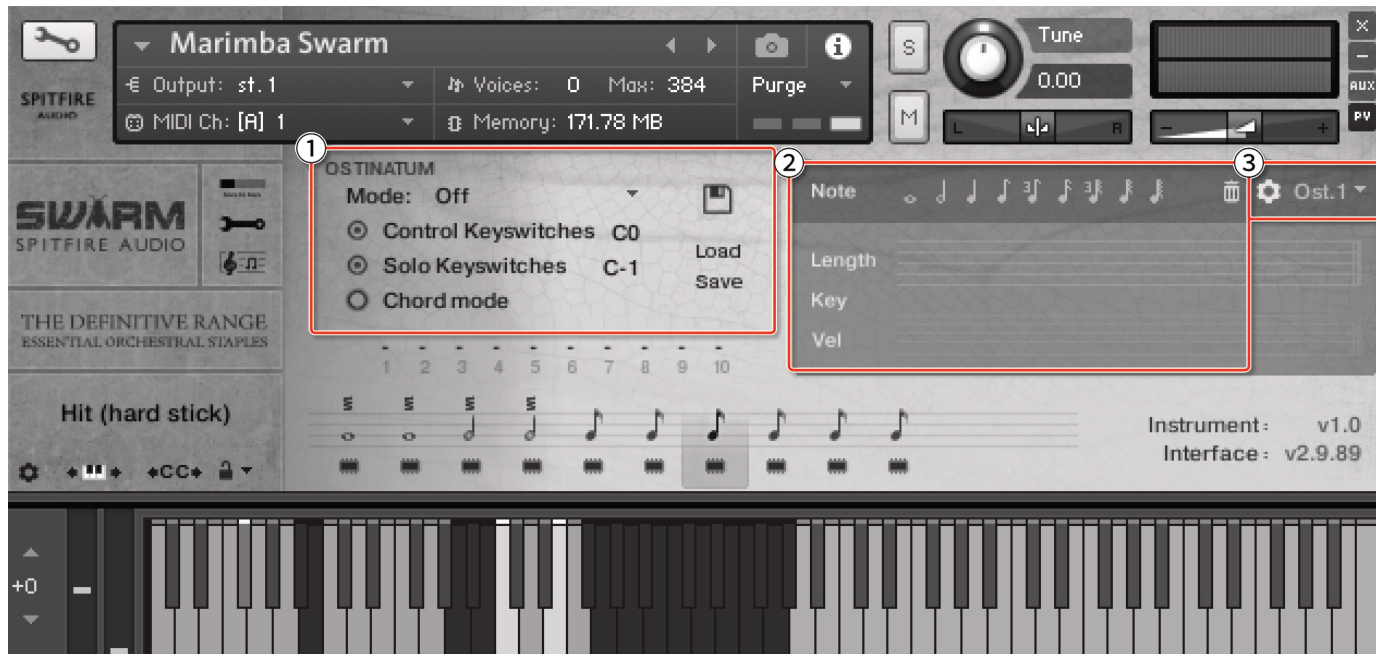 Marimba Swarm
S
Tune
0.00
M
L
R
-
+
X
-
AUX
PV
SPITFIRE
AUDIO
Output: st.1
Voices: 0 Max: 384
Purge
MIDI Ch: [A] 1
Memory: 171.78 MB
1
2
3
OSTINATUM
Mode: Off
Control Keyswitches C0
Solo Keyswitches C-1
Chord mode
Load
Save
Note
Ost.1
Length
Key
Vel
SWARM
SPITFIRE AUDIO
THE DEFINITIVE RANGE
ESSENTIAL ORCHESTRAL STAPLES
1 2 3 4 5 6 7 8 9 10
Hit (hard stick)
Instrument: v1.0
Interface: v2.9.89
CC
+0